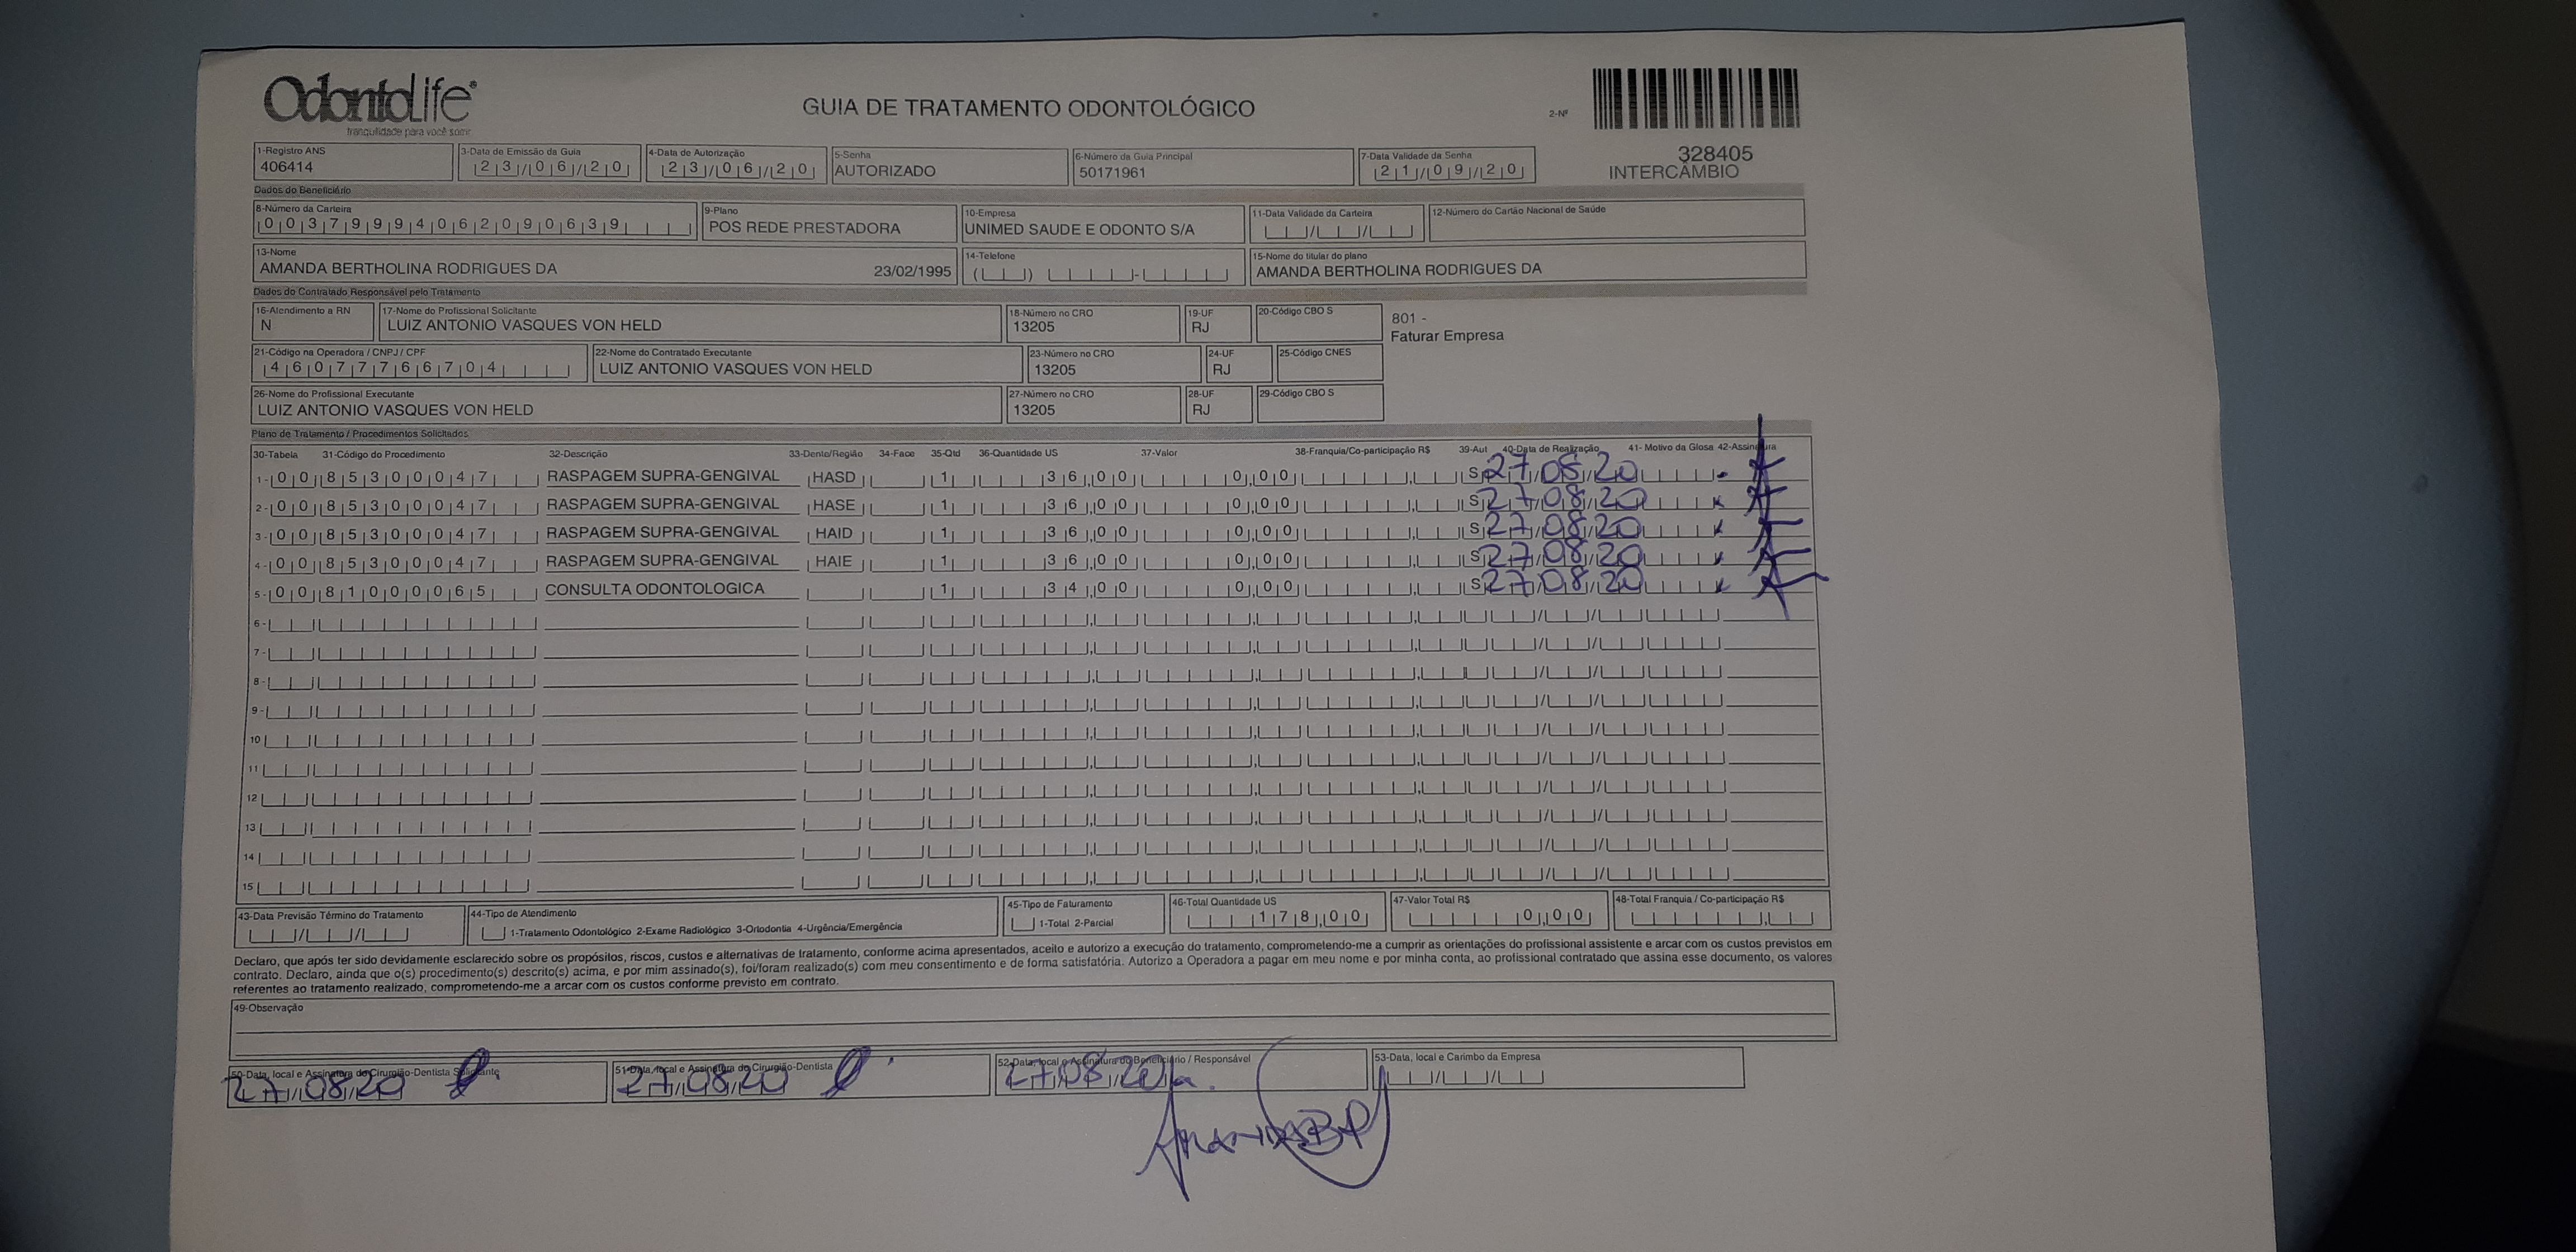 OdontoLife®
tranquilidade para você sorrir
GUIA DE TRATAMENTO ODONTOLÓGICO
2-Nº
328405
INTERCÂMBIO
1-Registro ANS 3-Data de Emissão da Guia 4-Data de Autorização 5-Senha 6-Número da Guia Principal 7-Data Validade da Senha
406414 23/06/20 23/06/20 AUTORIZADO 50171961 21/09/20
Dados do Beneficiário
8-Número da Carteira 9-Plano 10-Empresa 11-Data Validade da Carteira 12-Número do Cartão Nacional de Saúde
00379994062090639 POS REDE PRESTADORA UNIMED SAUDE E ODONTO S/A
13-Nome 14-Telefone 15-Nome do titular do plano
AMANDA BERTHOLINA RODRIGUES DA 23/02/1995 AMANDA BERTHOLINA RODRIGUES DA
Dados do Contratado Responsável pelo Tratamento
16-Atendimento a RN 17-Nome do Profissional Solicitante 18-Número no CRO 19-UF 20-Código CBO S
N LUIZ ANTONIO VASQUES VON HELD 13205 RJ
801 -
Faturar Empresa
21-Código na Operadora / CNPJ / CPF 22-Nome do Contratado Executante 23-Número no CRO 24-UF 25-Código CNES
46077766704 LUIZ ANTONIO VASQUES VON HELD 13205 RJ
26-Nome do Profissional Executante 27-Número no CRO 28-UF 29-Código CBO S
LUIZ ANTONIO VASQUES VON HELD 13205 RJ
Plano de Tratamento / Procedimentos Solicitados
30-Tabela 31-Código do Procedimento 32-Descrição 33-Dente/Região 34-Face 35-Qtd 36-Quantidade US 37-Valor 38-Franquia/Co-participação R$ 39-Aut 40-Data de Realização 41- Motivo da Glosa 42-Assinatura
1- 00 85300047 RASPAGEM SUPRA-GENGIVAL HASD 1 36,00 0,00 S 27/08/20
2- 00 85300047 RASPAGEM SUPRA-GENGIVAL HASE 1 36,00 0,00 S 27/08/20
3- 00 85300047 RASPAGEM SUPRA-GENGIVAL HAID 1 36,00 0,00 S 27/08/20
4- 00 85300047 RASPAGEM SUPRA-GENGIVAL HAIE 1 36,00 0,00 S 27/08/20
5- 00 81000065 CONSULTA ODONTOLOGICA 1 34,00 0,00 S 27/08/20
6-
7-
8-
9-
10
11
12
13
14
15
43-Data Previsão Término do Tratamento 44-Tipo de Atendimento 45-Tipo de Faturamento 46-Total Quantidade US 47-Valor Total R$ 48-Total Franquia / Co-participação R$
1-Tratamento Odontológico 2-Exame Radiológico 3-Ortodontia 4-Urgência/Emergência 1-Total 2-Parcial 178,00 0,00
Declaro, que após ter sido devidamente esclarecido sobre os propósitos, riscos, custos e alternativas de tratamento, conforme acima apresentados, aceito e autorizo a execução do tratamento, comprometendo-me a cumprir as orientações do profissional assistente e arcar com os custos previstos em
contrato. Declaro, ainda que o(s) procedimento(s) descrito(s) acima, e por mim assinado(s), foi/foram realizado(s) com meu consentimento e de forma satisfatória. Autorizo a Operadora a pagar em meu nome e por minha conta, ao profissional contratado que assina esse documento, os valores
referentes ao tratamento realizado, comprometendo-me a arcar com os custos conforme previsto em contrato.
49-Observação
50-Data, local e Assinatura do Cirurgião-Dentista Solicitante 51-Data, local e Assinatura do Cirurgião-Dentista 52-Data, local e Assinatura do Beneficiário / Responsável 53-Data, local e Carimbo da Empresa
27/08/20 27/08/20 27/08/20